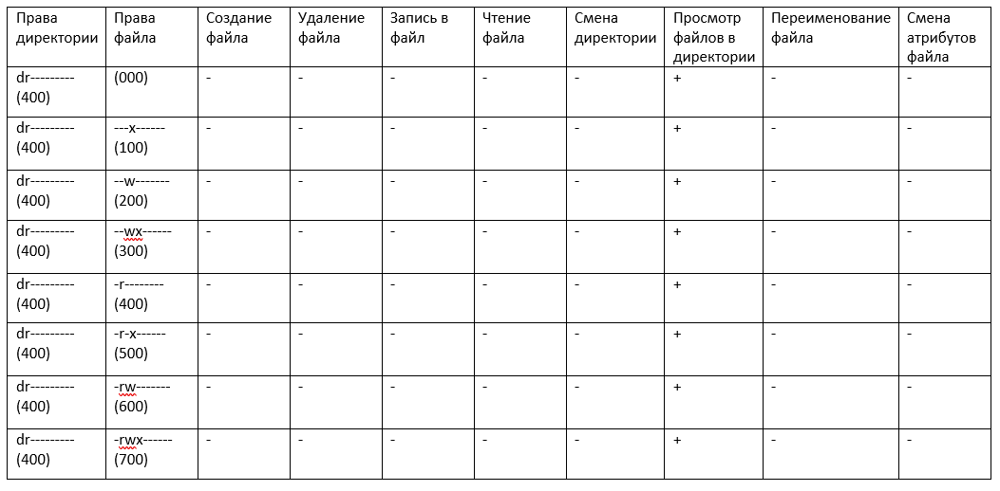 Права директории | Права файла | Создание файла | Удаление файла | Запись в файл | Чтение файла | Смена директории | Просмотр файлов в директории | Переименование файла | Смена атрибутов файла
dr--------- (400) | (000) | - | - | - | - | - | + | - | -
dr--------- (400) | ---x------ (100) | - | - | - | - | - | + | - | -
dr--------- (400) | --w------- (200) | - | - | - | - | - | + | - | -
dr--------- (400) | --wx------ (300) | - | - | - | - | - | + | - | -
dr--------- (400) | -r-------- (400) | - | - | - | - | - | + | - | -
dr--------- (400) | -r-x------ (500) | - | - | - | - | - | + | - | -
dr--------- (400) | -rw------- (600) | - | - | - | - | - | + | - | -
dr--------- (400) | -rwx------ (700) | - | - | - | - | - | + | - | -